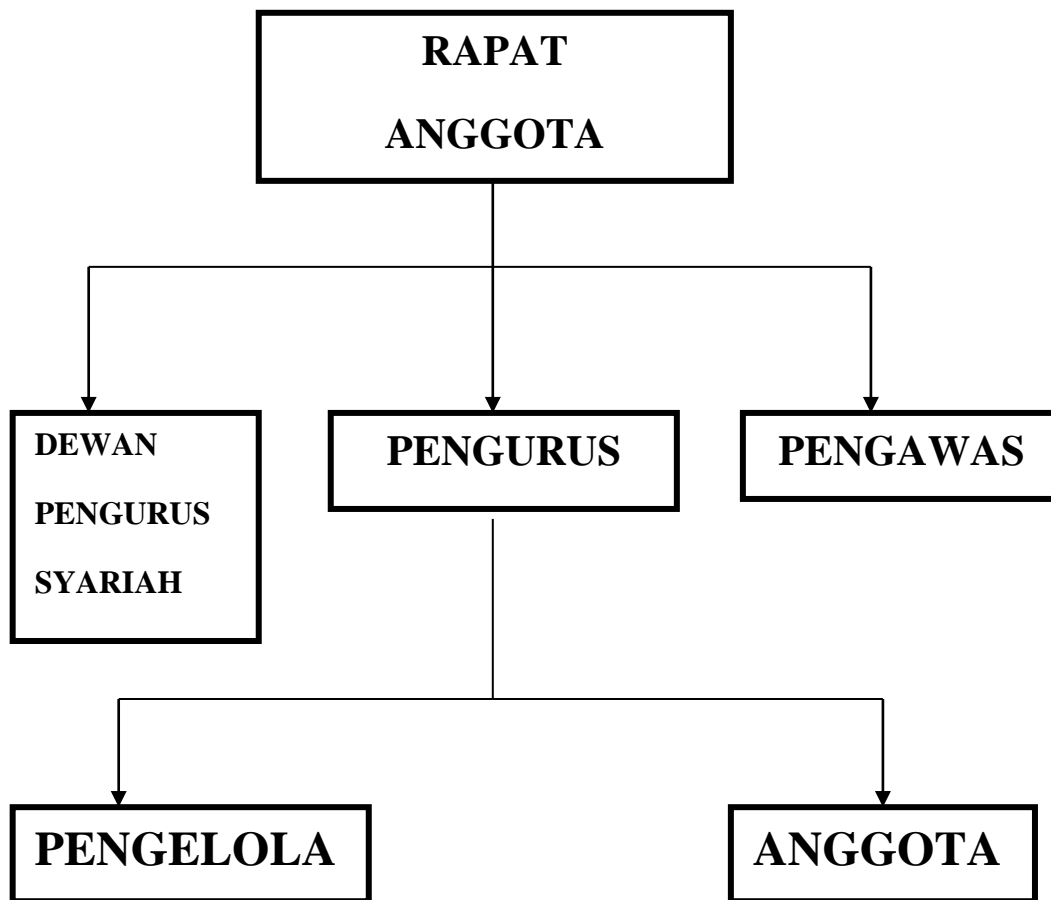 RAPAT
ANGGOTA
DEWAN
PENGURUS
SYARIAH
PENGURUS
PENGAWAS
PENGELOLA
ANGGOTA